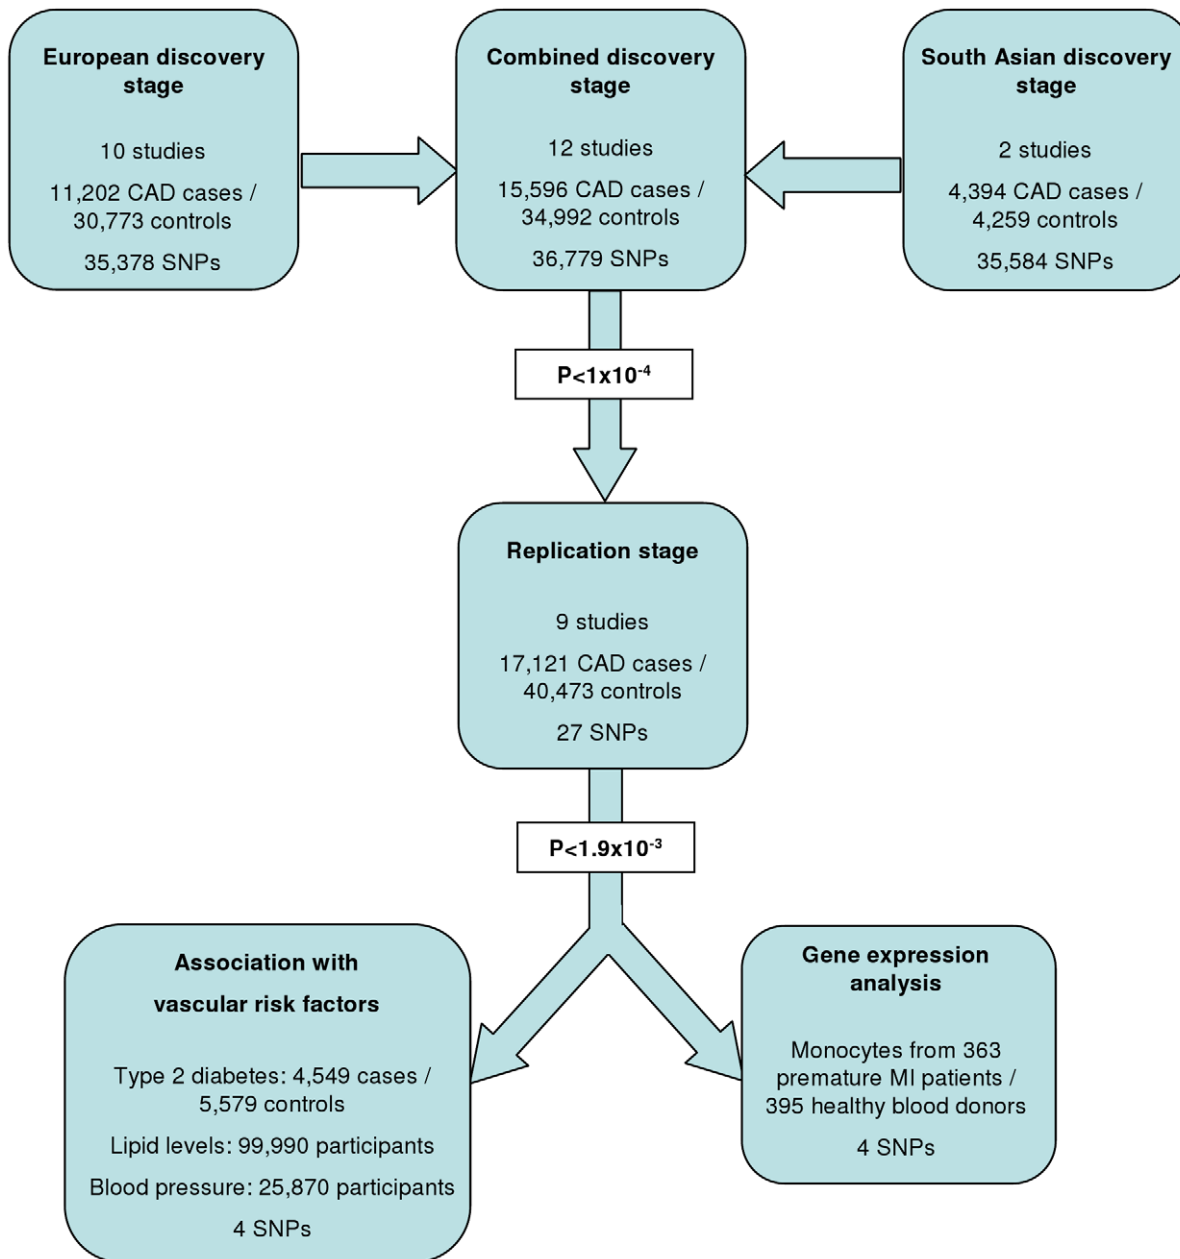 European discovery
stage
10 studies
11,202 CAD cases /
30,773 controls
35,378 SNPs
Combined discovery
stage
12 studies
15,596 CAD cases /
34,992 controls
36,779 SNPs
South Asian discovery
stage
2 studies
4,394 CAD cases /
4,259 controls
35,584 SNPs
P<1x10⁻⁴
Replication stage
9 studies
17,121 CAD cases /
40,473 controls
27 SNPs
P<1.9x10⁻³
Association with
vascular risk factors
Type 2 diabetes: 4,549 cases /
5,579 controls
Lipid levels: 99,990 participants
Blood pressure: 25,870 participants
4 SNPs
Gene expression
analysis
Monocytes from 363
premature MI patients /
395 healthy blood donors
4 SNPs